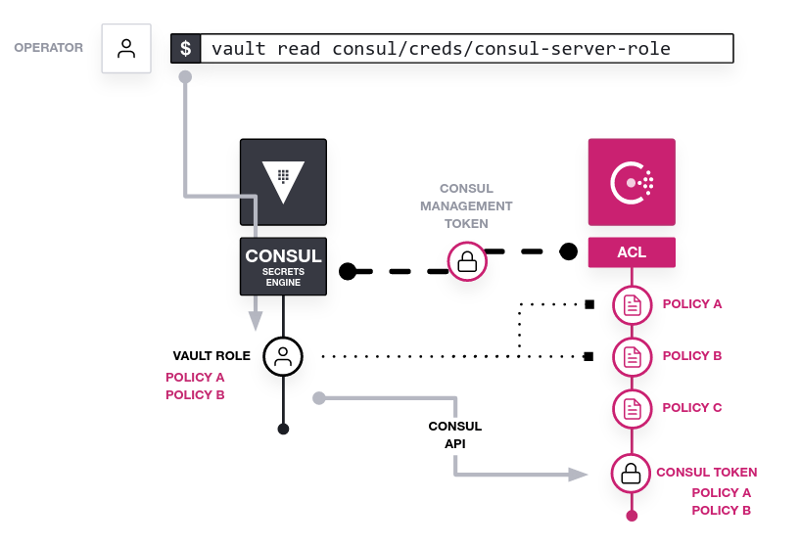 OPERATOR
$ vault read consul/creds/consul-server-role
CONSUL
MANAGEMENT
TOKEN
CONSUL
SECRETS
ENGINE
ACL
POLICY A
VAULT ROLE
POLICY A
POLICY B
POLICY B
POLICY C
CONSUL
API
CONSUL TOKEN
POLICY A
POLICY B